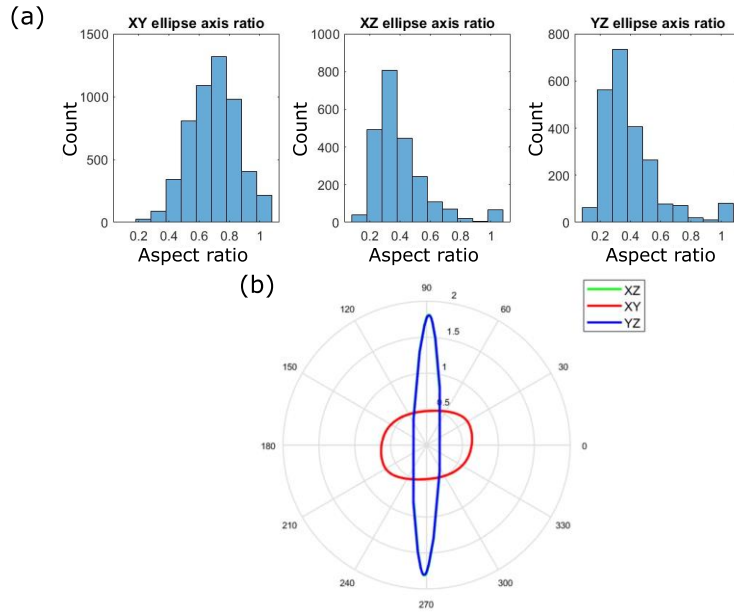 (a)
XY ellipse axis ratio
XZ ellipse axis ratio
YZ ellipse axis ratio
1500
1000
500
0
Count
0.2 0.4 0.6 0.8 1
Aspect ratio
1000
800
600
400
200
0
Count
0.2 0.4 0.6 0.8 1
Aspect ratio
800
600
400
200
0
Count
0.2 0.4 0.6 0.8 1
Aspect ratio
(b)
XZ
XY
YZ
90
2
120
60
1.5
150
1
30
0.5
180
0
210
330
240
300
270